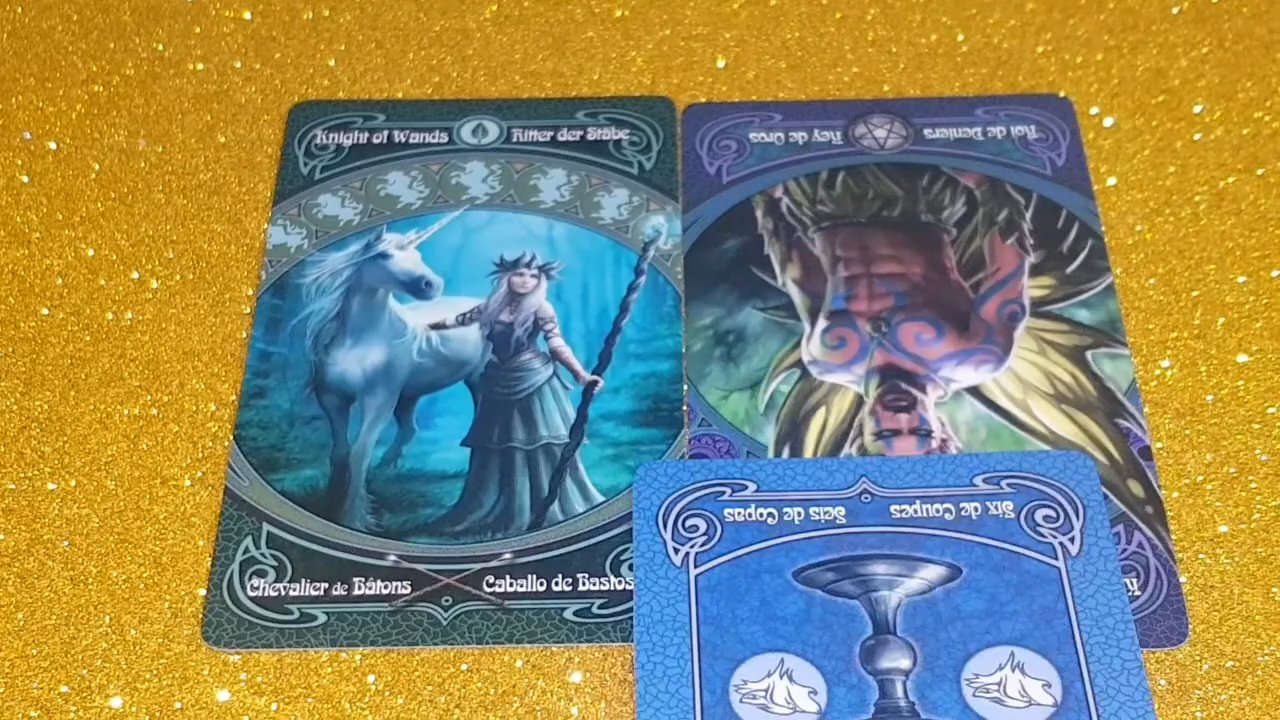 Knight of Wands Ritter der Stäbe
Chevalier de Bâtons Caballo de Bastos
Roi de Deniers Rey de Oros
Six de Coupes Seis de Copas